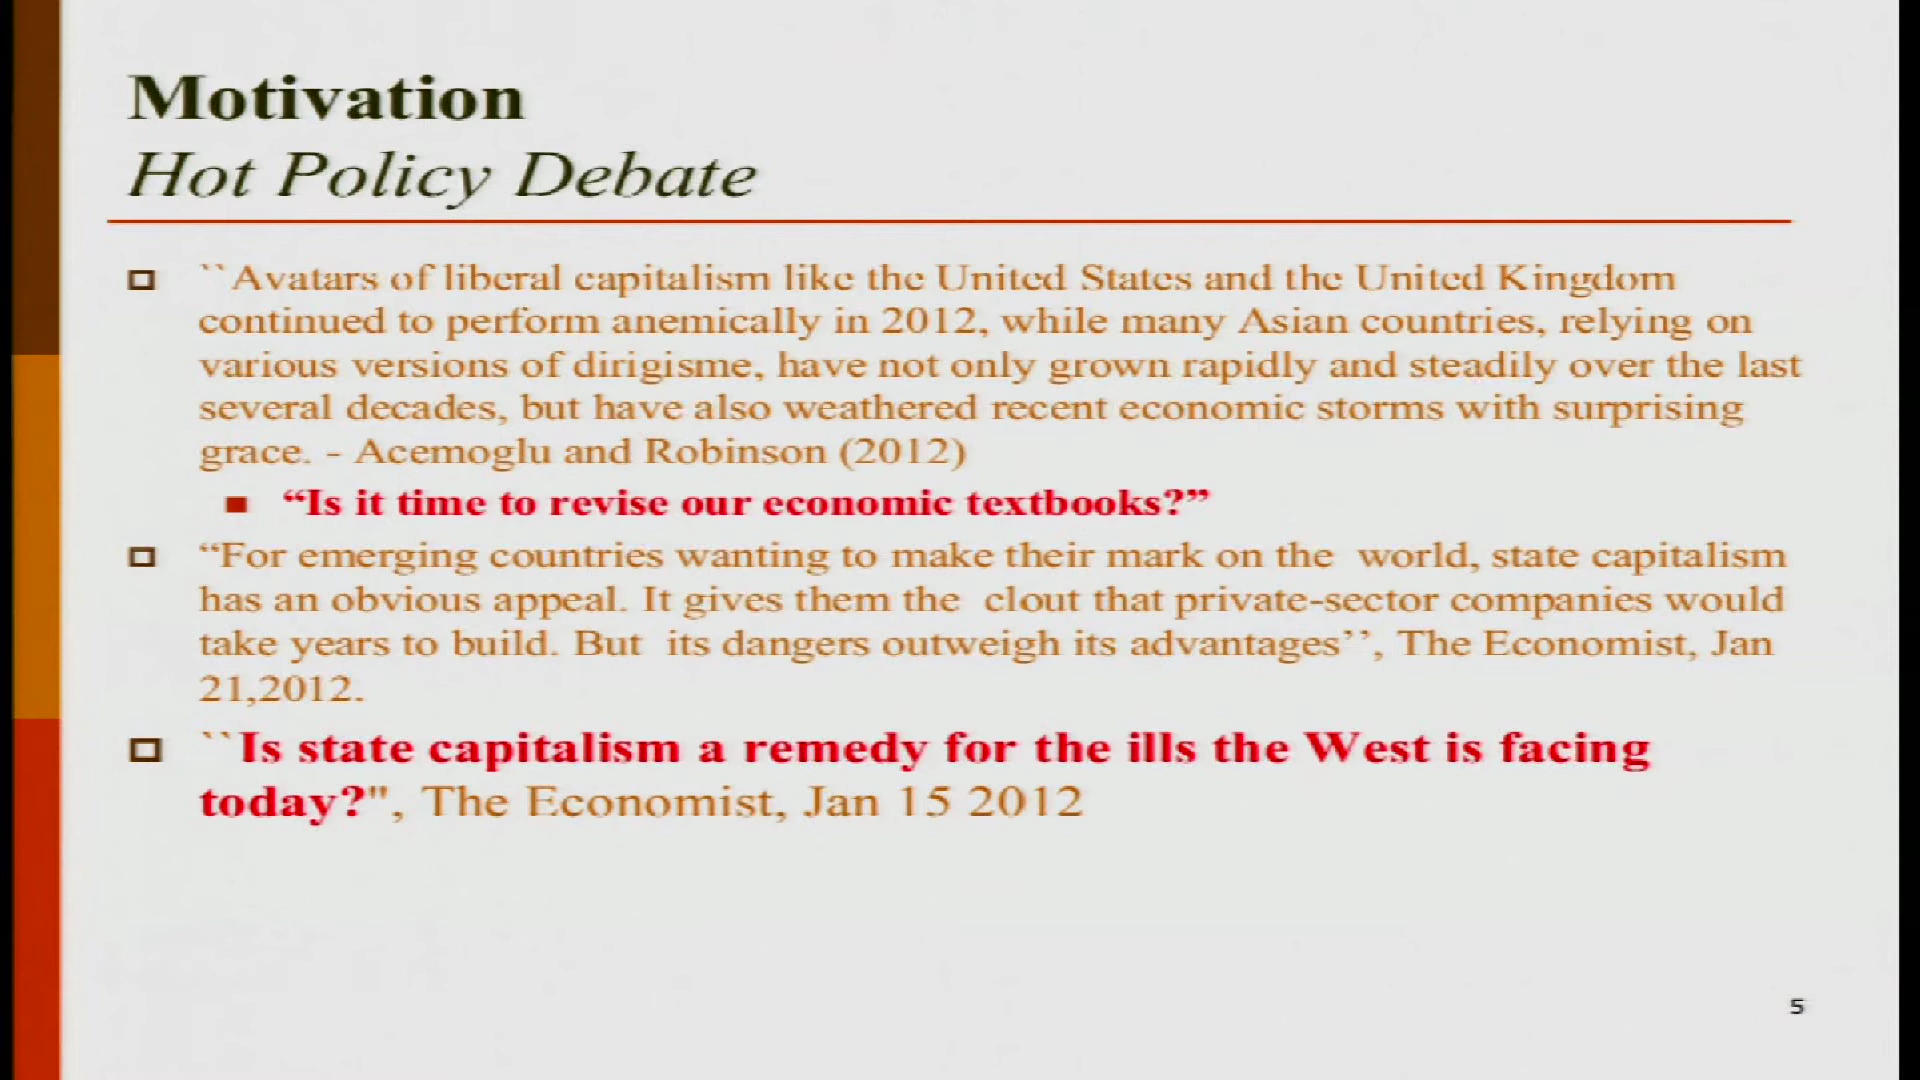 Motivation
Hot Policy Debate
``Avatars of liberal capitalism like the United States and the United Kingdom
continued to perform anemically in 2012, while many Asian countries, relying on
various versions of dirigisme, have not only grown rapidly and steadily over the last
several decades, but have also weathered recent economic storms with surprising
grace. - Acemoglu and Robinson (2012)
“Is it time to revise our economic textbooks?”
“For emerging countries wanting to make their mark on the  world, state capitalism
has an obvious appeal. It gives them the  clout that private-sector companies would
take years to build. But  its dangers outweigh its advantages’’, The Economist, Jan
21,2012.
``Is state capitalism a remedy for the ills the West is facing
today?", The Economist, Jan 15 2012
5